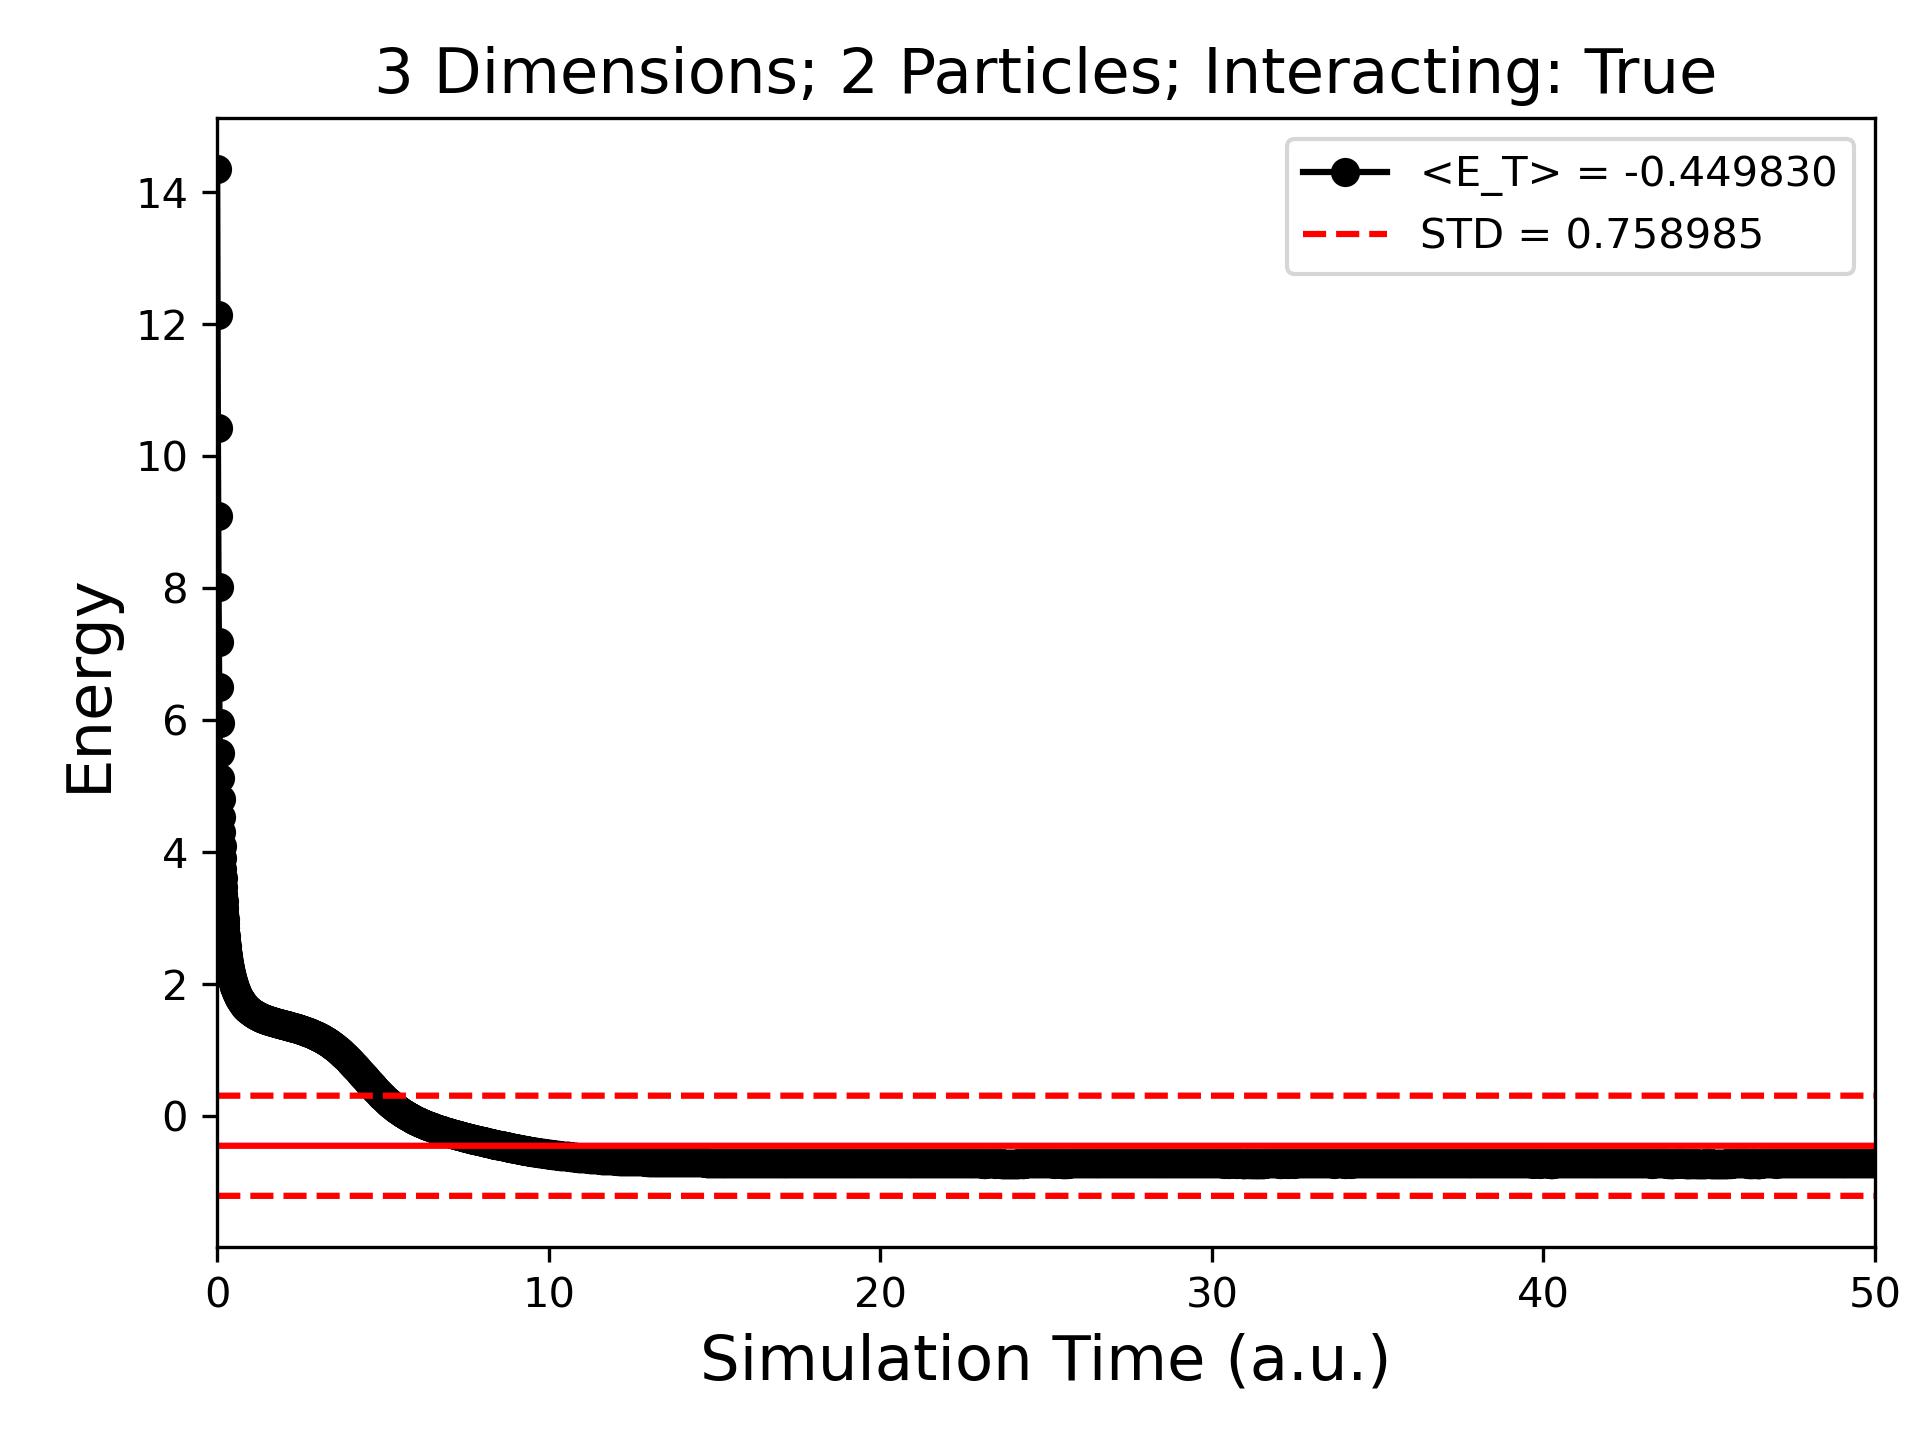 3 Dimensions; 2 Particles; Interacting: True
<E_T> = -0.449830
STD = 0.758985
Energy
14
12
10
8
6
4
2
0
0 10 20 30 40 50
Simulation Time (a.u.)